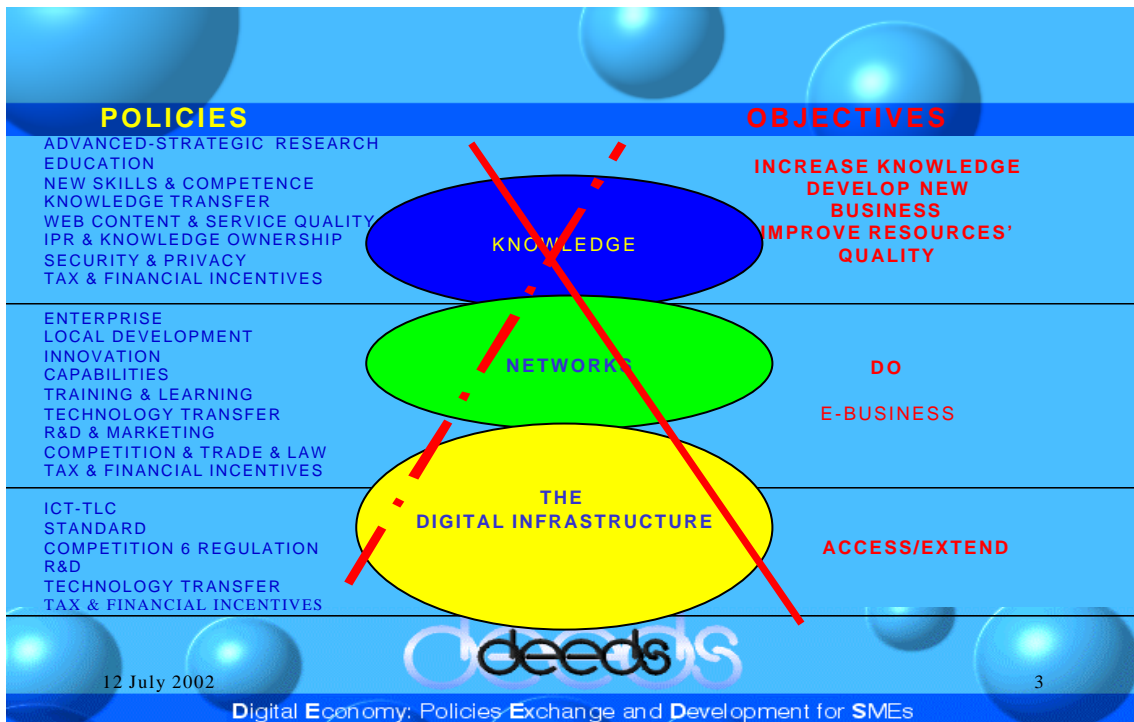 POLICIES
OBJECTIVES
ADVANCED-STRATEGIC RESEARCH
EDUCATION
NEW SKILLS & COMPETENCE
KNOWLEDGE TRANSFER
WEB CONTENT & SERVICE QUALITY
IPR & KNOWLEDGE OWNERSHIP
SECURITY & PRIVACY
TAX & FINANCIAL INCENTIVES
KNOWLEDGE
INCREASE KNOWLEDGE
DEVELOP NEW
BUSINESS
IMPROVE RESOURCES’
QUALITY
ENTERPRISE
LOCAL DEVELOPMENT
INNOVATION
CAPABILITIES
TRAINING & LEARNING
TECHNOLOGY TRANSFER
R&D & MARKETING
COMPETITION & TRADE & LAW
TAX & FINANCIAL INCENTIVES
NETWORKS
DO
E-BUSINESS
ICT-TLC
STANDARD
COMPETITION 6 REGULATION
R&D
TECHNOLOGY TRANSFER
TAX & FINANCIAL INCENTIVES
THE
DIGITAL INFRASTRUCTURE
ACCESS/EXTEND
deeds
12 July 2002
3
Digital Economy: Policies Exchange and Development for SMEs